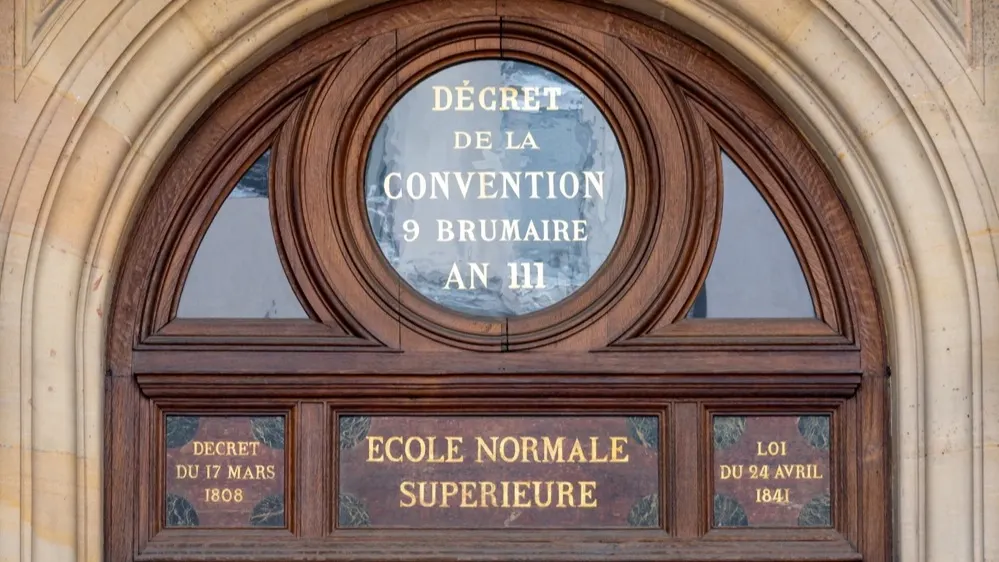 DÉCRET
DE LA
CONVENTION
9 BRUMAIRE
AN III
DECRET
DU 17 MARS
1808
ECOLE NORMALE
SUPERIEURE
LOI
DU 24 AVRIL
1841